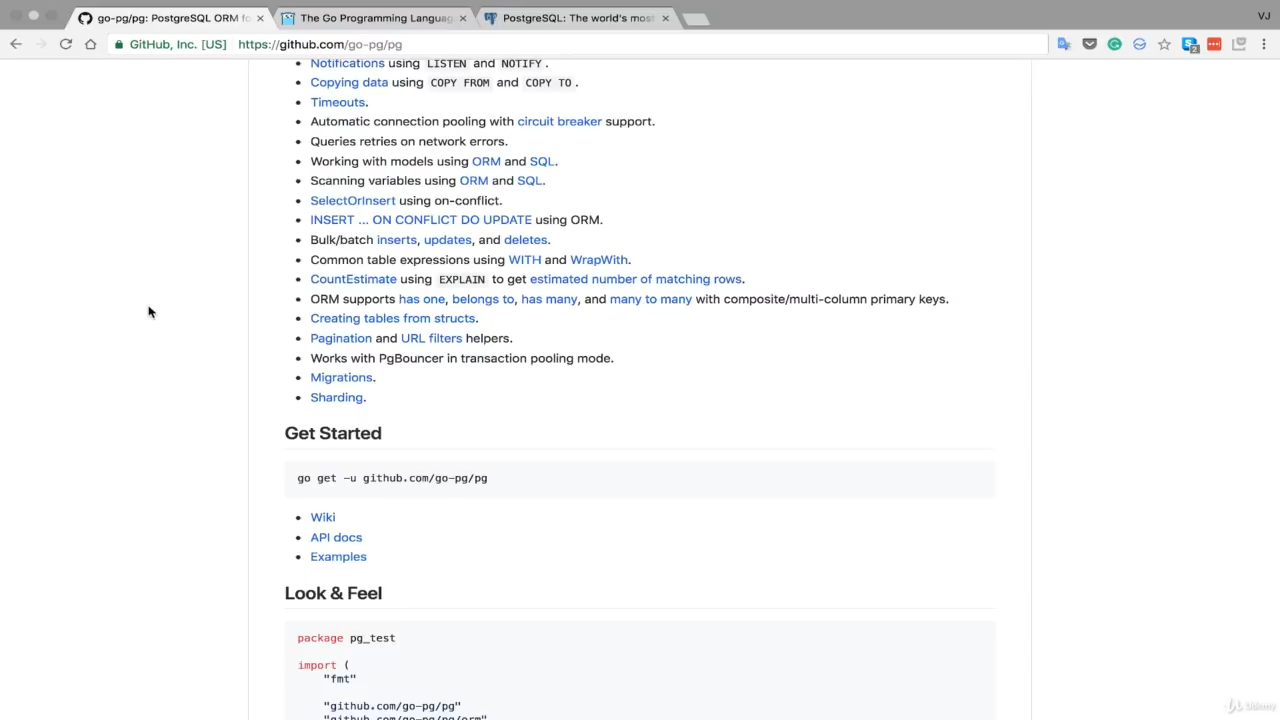 go-pg/pg: PostgreSQL ORM fo
The Go Programming Languag
PostgreSQL: The world's most
VJ
GitHub, Inc. [US]
https://github.com/go-pg/pg
2
Notifications using LISTEN and NOTIFY .
Copying data using COPY FROM and COPY TO .
Timeouts.
Automatic connection pooling with circuit breaker support.
Queries retries on network errors.
Working with models using ORM and SQL.
Scanning variables using ORM and SQL.
SelectOrInsert using on-conflict.
INSERT ... ON CONFLICT DO UPDATE using ORM.
Bulk/batch inserts, updates, and deletes.
Common table expressions using WITH and WrapWith.
CountEstimate using EXPLAIN to get estimated number of matching rows.
ORM supports has one, belongs to, has many, and many to many with composite/multi-column primary keys.
Creating tables from structs.
Pagination and URL filters helpers.
Works with PgBouncer in transaction pooling mode.
Migrations.
Sharding.
Get Started
go get -u github.com/go-pg/pg
Wiki
API docs
Examples
Look & Feel
package pg_test
import (
"fmt"
"github.com/go-pg/pg"
"github.com/go-pg/pg/orm"
Udemy